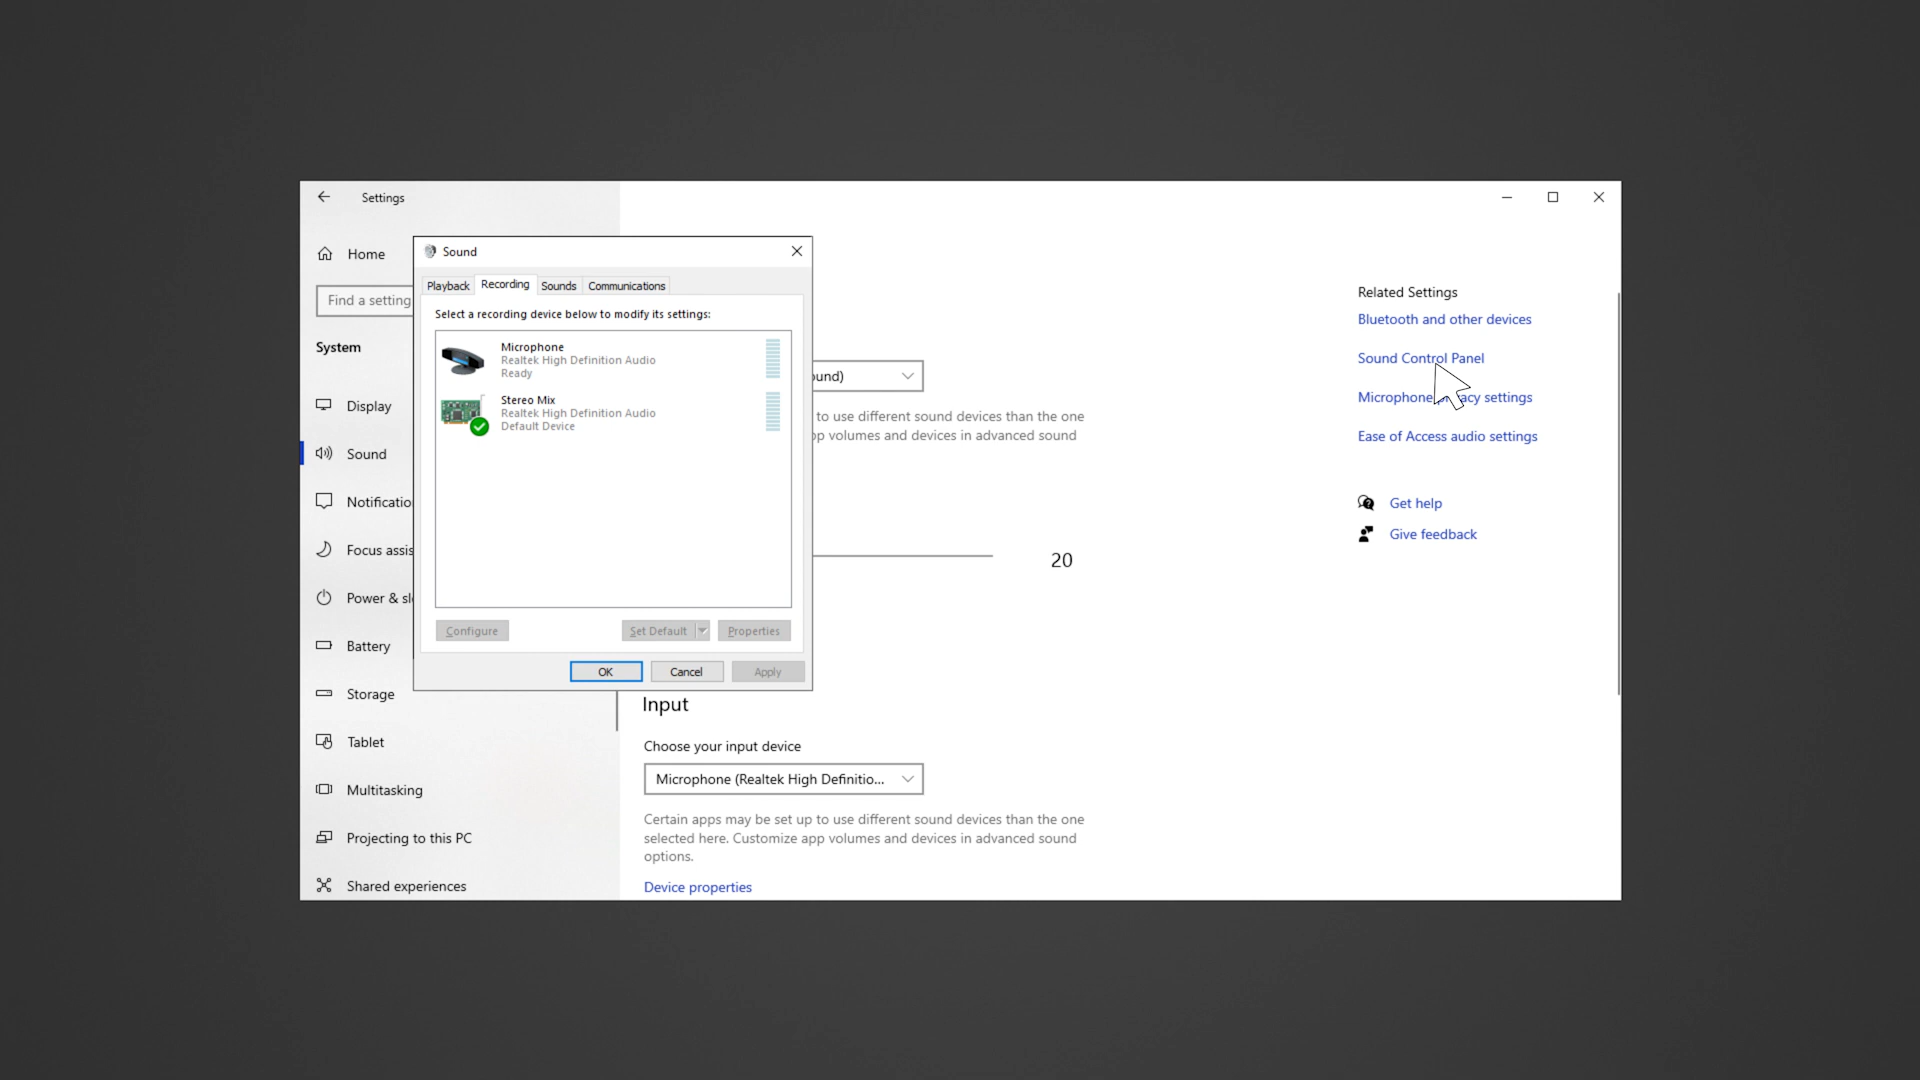 Settings
Home
Find a setting
System
Display
Sound
Notificatio
Focus assis
Power & sl
Battery
Storage
Tablet
Multitasking
Projecting to this PC
Shared experiences
Sound
Playback
Recording
Sounds
Communications
Select a recording device below to modify its settings:
Microphone
Realtek High Definition Audio
Ready
Stereo Mix
Realtek High Definition Audio
Default Device
Configure
Set Default
Properties
OK
Cancel
Apply
ound)
to use different sound devices than the one
pp volumes and devices in advanced sound
20
Input
Choose your input device
Microphone (Realtek High Definitio...
Certain apps may be set up to use different sound devices than the one
selected here. Customize app volumes and devices in advanced sound
options.
Device properties
Related Settings
Bluetooth and other devices
Sound Control Panel
Microphone acy settings
Ease of Access audio settings
Get help
Give feedback